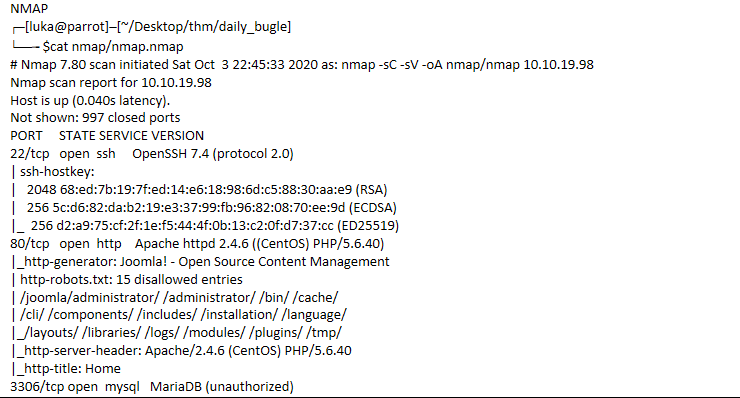 NMAP
┌─[luka@parrot]–[~/Desktop/thm/daily_bugle]
└──╼ $cat nmap/nmap.nmap
# Nmap 7.80 scan initiated Sat Oct  3 22:45:33 2020 as: nmap -sC -sV -oA nmap/nmap 10.10.19.98
Nmap scan report for 10.10.19.98
Host is up (0.040s latency).
Not shown: 997 closed ports
PORT     STATE SERVICE VERSION
22/tcp   open  ssh     OpenSSH 7.4 (protocol 2.0)
| ssh-hostkey:
|   2048 68:ed:7b:19:7f:ed:14:e6:18:98:6d:c5:88:30:aa:e9 (RSA)
|   256 5c:d6:82:da:b2:19:e3:37:99:fb:96:82:08:70:ee:9d (ECDSA)
|_  256 d2:a9:75:cf:2f:1e:f5:44:4f:0b:13:c2:0f:d7:37:cc (ED25519)
80/tcp   open  http    Apache httpd 2.4.6 ((CentOS) PHP/5.6.40)
|_http-generator: Joomla! - Open Source Content Management
| http-robots.txt: 15 disallowed entries
| /joomla/administrator/ /administrator/ /bin/ /cache/
| /cli/ /components/ /includes/ /installation/ /language/
|_/layouts/ /libraries/ /logs/ /modules/ /plugins/ /tmp/
|_http-server-header: Apache/2.4.6 (CentOS) PHP/5.6.40
|_http-title: Home
3306/tcp open  mysql   MariaDB (unauthorized)